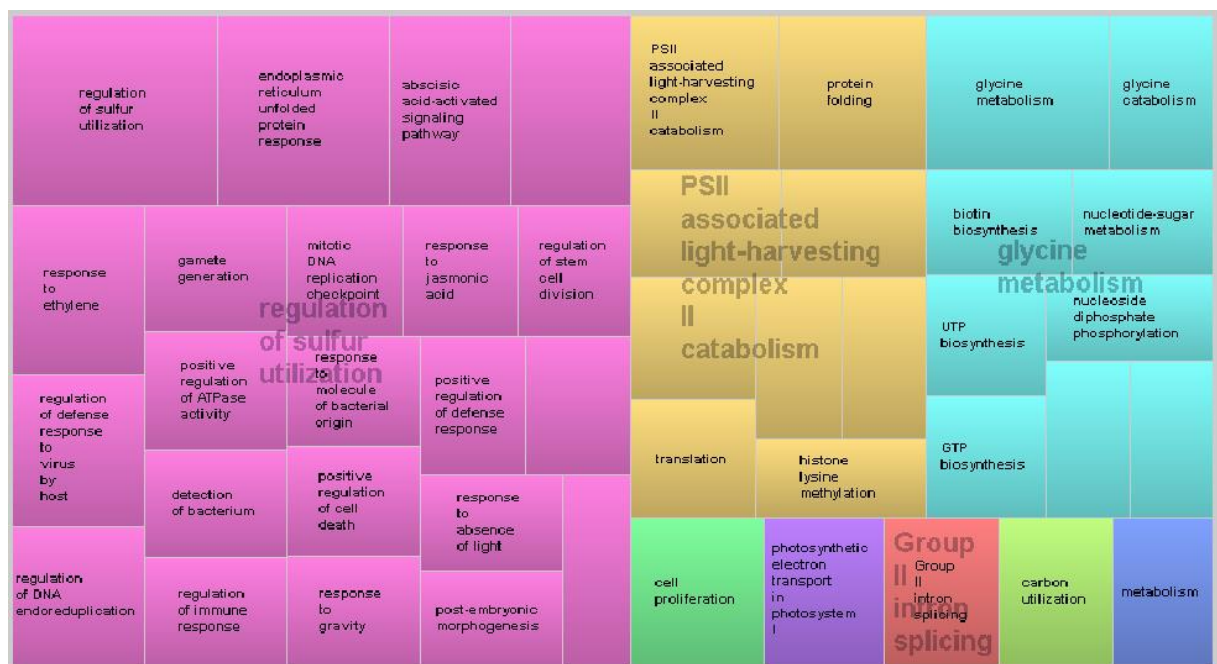 regulation
of sulfur
utilization
endoplasmic
reticulum
unfolded
protein
response
abscisic
acid-activated
signaling
pathway
response
to
ethylene
gamete
generation
mitotic
DNA
replication
checkpoint
response
to
jasmonic
acid
regulation
of stem
cell
division
regulation
of sulfur
utilization
positive
regulation
of ATPase
activity
response
to
molecule
of bacterial
origin
positive
regulation
of defense
response
regulation
of defense
response
to
virus
by
host
detection
of bacterium
positive
regulation
of cell
death
response
to
absence
of light
regulation
of DNA
endoreduplication
regulation
of immune
response
response
to
gravity
post-embryonic
morphogenesis
PSII
associated
light-harvesting
complex
II
catabolism
protein
folding
PSII
associated
light-harvesting
complex
II
catabolism
translation
histone
lysine
methylation
glycine
metabolism
glycine
catabolism
biotin
biosynthesis
nucleotide-sugar
metabolism
glycine
metabolism
UTP
biosynthesis
nucleoside
diphosphate
phosphorylation
GTP
biosynthesis
cell
proliferation
photosynthetic
electron
transport
in
photosystem
I
Group
II
intron
splicing
Group
II
intron
splicing
carbon
utilization
metabolism